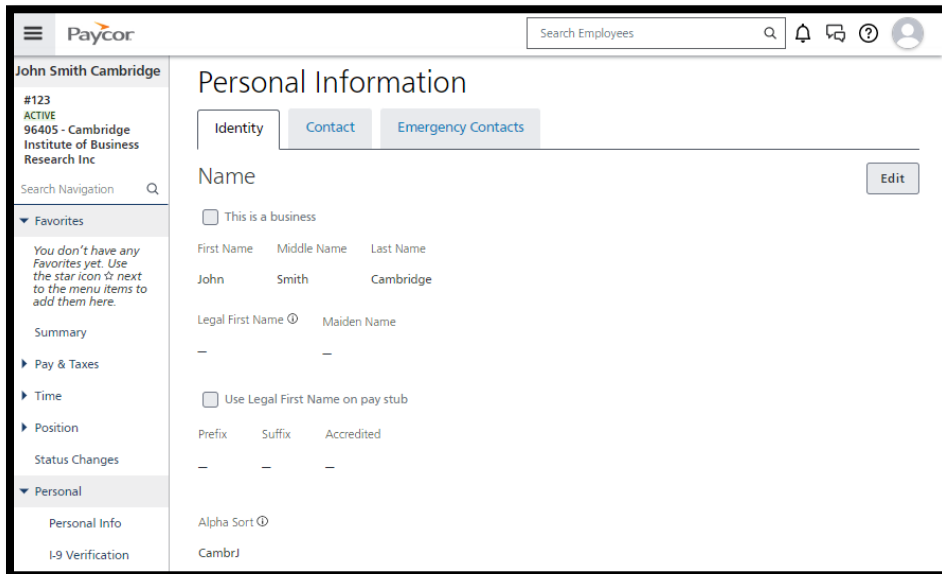 Paycor
Search Employees
John Smith Cambridge
#123
ACTIVE
96405 - Cambridge
Institute of Business
Research Inc
Search Navigation
Favorites
You don't have any
Favorites yet. Use
the star icon ☆ next
to the menu items to
add them here.
Summary
Pay & Taxes
Time
Position
Status Changes
Personal
Personal Info
I-9 Verification
Personal Information
Identity Contact Emergency Contacts
Name
Edit
This is a business
First Name Middle Name Last Name
John Smith Cambridge
Legal First Name Maiden Name
– –
Use Legal First Name on pay stub
Prefix Suffix Accredited
– – –
Alpha Sort
CambrJ